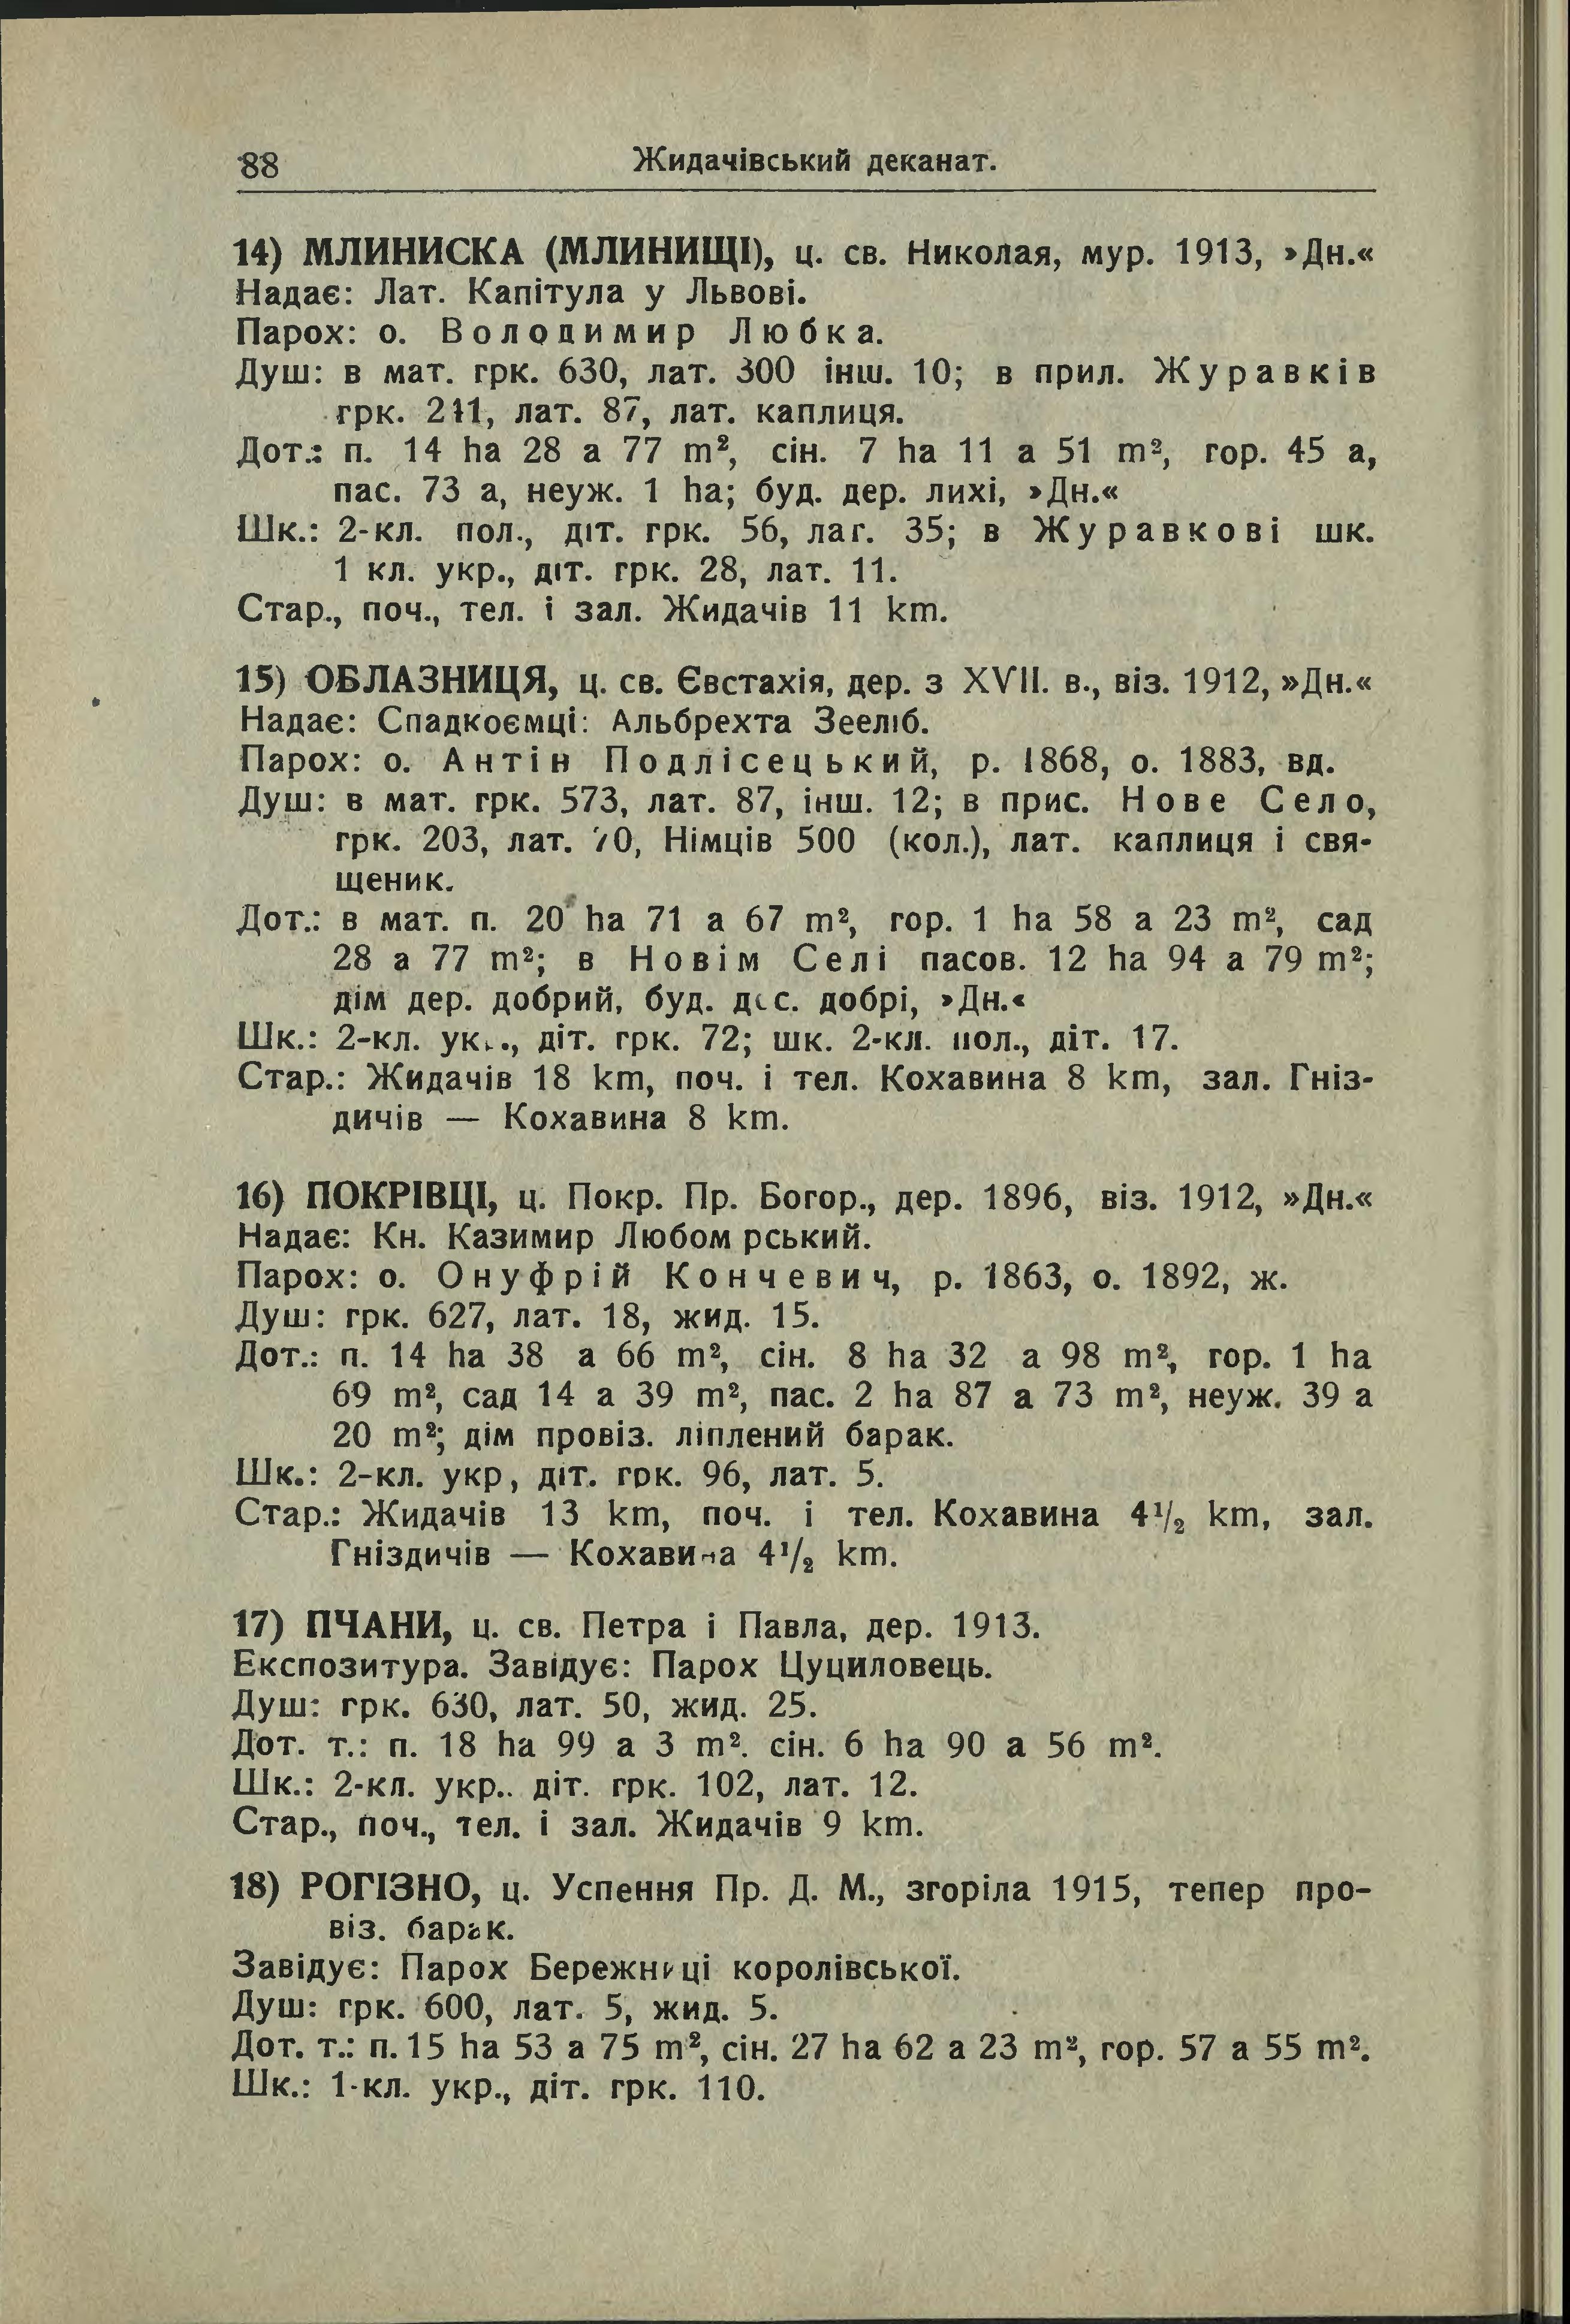 88 Жидачівський деканат.
14) МЛИНИСКА (МЛИНИЩІ), ц. св. Николая, мур. 1913, »Дн.«
Надає: Лат. Капітула у Львові.
Парох: о. Володимир Любка.
Душ: в мат. грк. 630, лат. 300 інш. 10; в прил. Журавків
грк. 211, лат. 87, лат. каплиця.
Дот.: п. 14 ha 28 a 77 m², сін. 7 ha 11 a 51 m², гор. 45 a,
пас. 73 a, неуж. 1 ha; буд. дер. лихі, »Дн.«
Шк.: 2-кл. пол., діт. грк. 56, лат. 35; в Журавкові шк.
1 кл. укр., діт. грк. 28, лат. 11.
Стар., поч., тел. і зал. Жидачів 11 km.
15) ОБЛАЗНИЦЯ, ц. св. Євстахія, дер. з XVII. в., віз. 1912, »Дн.«
Надає: Спадкоємці: Альбрехта Зееліб.
Парох: о. Антін Подлісецький, р. 1868, о. 1883, вд.
Душ: в мат. грк. 573, лат. 87, інш. 12; в прис. Нове Село,
грк. 203, лат. 70, Німців 500 (кол.), лат. каплиця і свя-
щеник.
Дот.: в мат. п. 20 ha 71 a 67 m², гор. 1 ha 58 a 23 m², сад
28 a 77 m²; в Новім Селі пасов. 12 ha 94 a 79 m²;
дім дер. добрий, буд. дос. добрі, »Дн.«
Шк.: 2-кл. укр., діт. грк. 72; шк. 2-кл. пол., діт. 17.
Стар.: Жидачів 18 km, поч. і тел. Кохавина 8 km, зал. Гніз-
дичів — Кохавина 8 km.
16) ПОКРІВЦІ, ц. Покр. Пр. Богор., дер. 1896, віз. 1912, »Дн.«
Надає: Кн. Казимир Любом рський.
Парох: о. Онуфрій Кончевич, р. 1863, о. 1892, ж.
Душ: грк. 627, лат. 18, жид. 15.
Дот.: п. 14 ha 38 a 66 m², сін. 8 ha 32 a 98 m², гор. 1 ha
69 m², сад 14 a 39 m², пас. 2 ha 87 a 73 m², неуж. 39 a
20 m²; дім провіз. ліплений барак.
Шк.: 2-кл. укр, діт. грк. 96, лат. 5.
Стар.: Жидачів 13 km, поч. і тел. Кохавина 4½ km, зал.
Гніздичів — Кохавина 4½ km.
17) ПЧАНИ, ц. св. Петра і Павла, дер. 1913.
Експозитура. Завідує: Парох Цуциловець.
Душ: грк. 630, лат. 50, жид. 25.
Дот. т.: п. 18 ha 99 a 3 m². сін. 6 ha 90 a 56 m².
Шк.: 2-кл. укр.. діт. грк. 102, лат. 12.
Стар., поч., тел. і зал. Жидачів 9 km.
18) РОГІЗНО, ц. Успення Пр. Д. М., згоріла 1915, тепер про-
віз. барак.
Завідує: Парох Бережниці королівської.
Душ: грк. 600, лат. 5, жид. 5.
Дот. т.: п. 15 ha 53 a 75 m², сін. 27 ha 62 a 23 m², гор. 57 a 55 m².
Шк.: 1-кл. укр., діт. грк. 110.